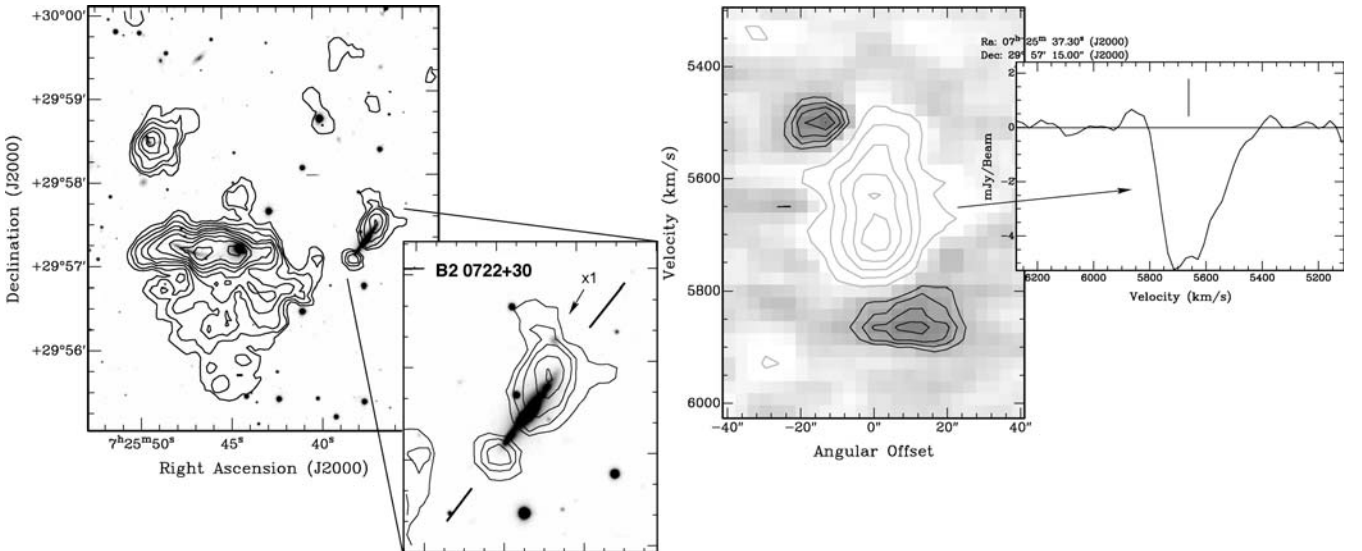 +30°00′
+29°59′
+29°58′
+29°57′
+29°56′
Declination (J2000)
7ʰ25ᵐ50ˢ
45ˢ
40ˢ
Right Ascension (J2000)
B2 0722+30
x1
5400
5600
5800
6000
Velocity (km/s)
−40″
−20″
0″
20″
40″
Angular Offset
Ra: 07ʰ 25ᵐ 37.30ˢ (J2000)
Dec: 29° 57′ 15.00″ (J2000)
2
0
−2
−4
mJy/Beam
6200
6000
5800
5600
5400
5200
Velocity (km/s)